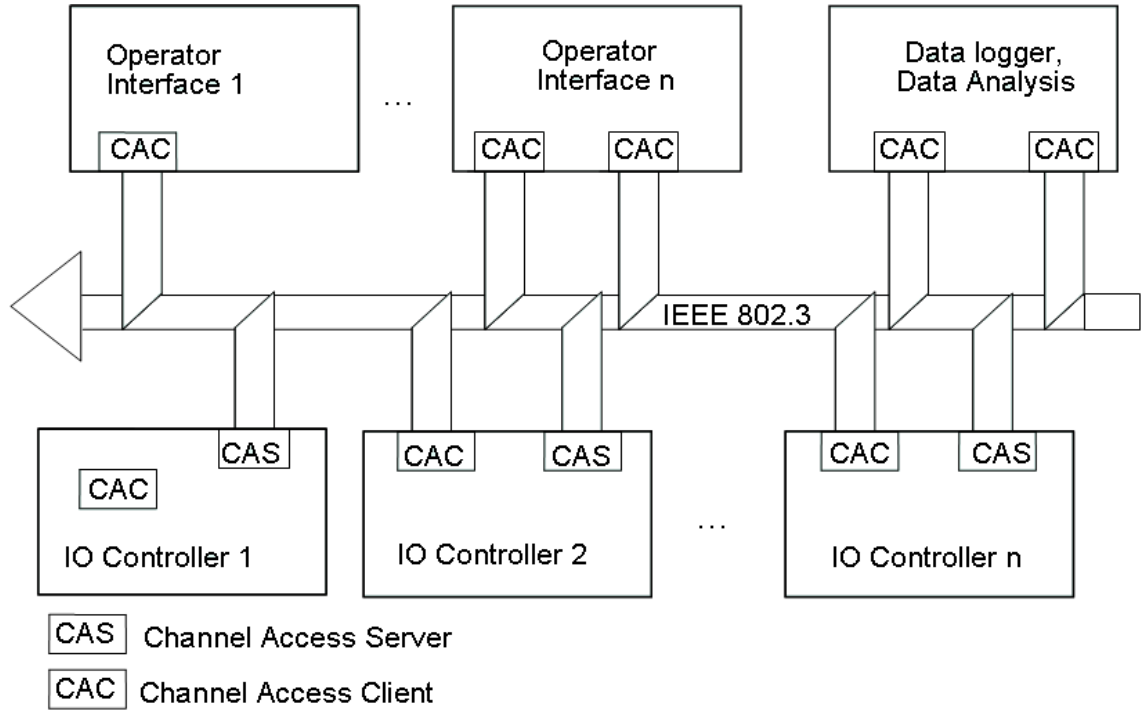 Operator
Interface 1
CAC
...
Operator
Interface n
CAC
CAC
Data logger,
Data Analysis
CAC
CAC
IEEE 802.3
CAS
CAC
IO Controller 1
CAC
CAS
IO Controller 2
...
CAC
CAS
IO Controller n
CAS Channel Access Server
CAC Channel Access Client